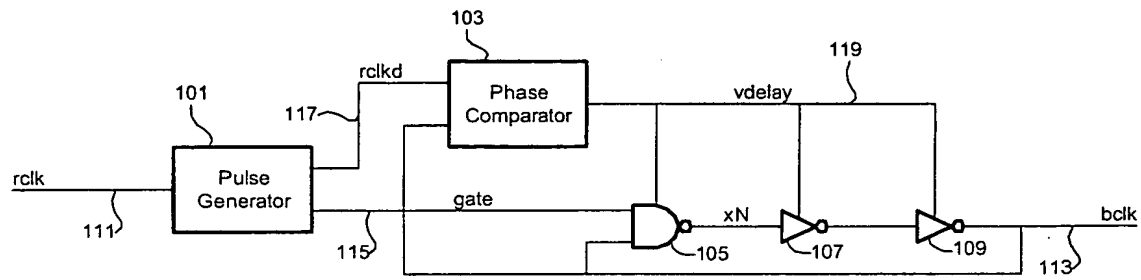 103
119
rclkd
Phase
Comparator
vdelay
101
117
Pulse
Generator
rclk
gate
xN
bclk
111
115
105
107
109
113